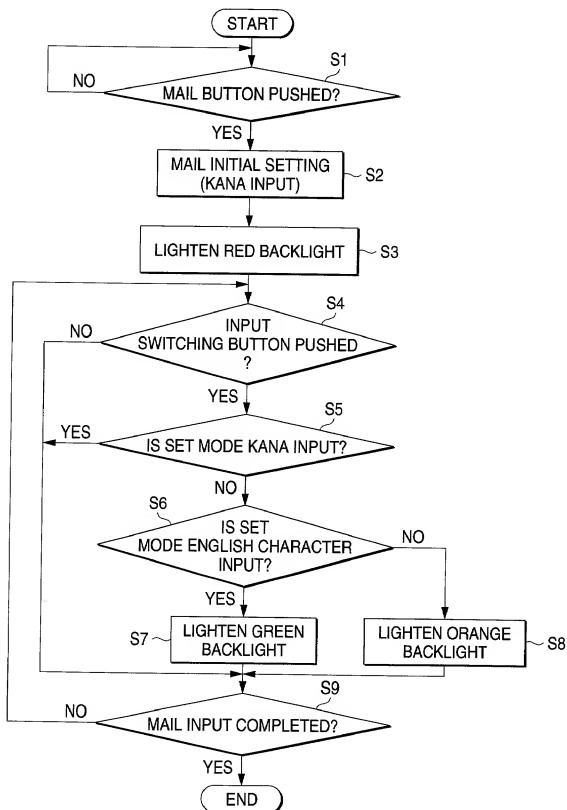 START
S1
NO
MAIL BUTTON PUSHED?
YES
MAIL INITIAL SETTING
(KANA INPUT)
S2
LIGHTEN RED BACKLIGHT
S3
S4
NO
INPUT
SWITCHING BUTTON PUSHED
?
YES
S5
YES
IS SET MODE KANA INPUT?
NO
S6
IS SET
MODE ENGLISH CHARACTER
INPUT?
NO
YES
S7
LIGHTEN GREEN
BACKLIGHT
LIGHTEN ORANGE
BACKLIGHT
S8
S9
NO
MAIL INPUT COMPLETED?
YES
END